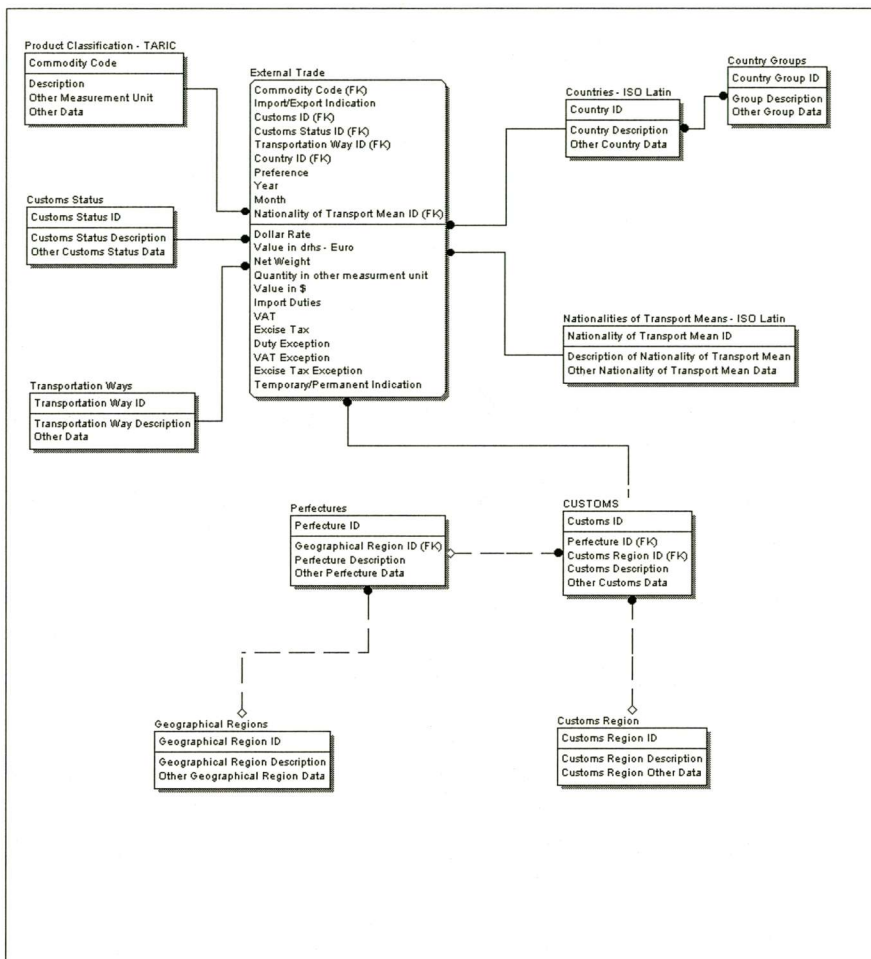 Product Classification - TARIC
Commodity Code
Description
Other Measurement Unit
Other Data
Customs Status
Customs Status ID
Customs Status Description
Other Customs Status Data
Transportation Ways
Transportation Way ID
Transportation Way Description
Other Data
External Trade
Commodity Code (FK)
Import/Export Indication
Customs ID (FK)
Customs Status ID (FK)
Transportation Way ID (FK)
Country ID (FK)
Preference
Year
Month
Nationality of Transport Mean ID (FK)
Dollar Rate
Value in drhs - Euro
Net Weight
Quantity in other measurment unit
Value in $
Import Duties
VAT
Excise Tax
Duty Exception
VAT Exception
Excise Tax Exception
Temporary/Permanent Indication
Countries - ISO Latin
Country ID
Country Description
Other Country Data
Country Groups
Country Group ID
Group Description
Other Group Data
Nationalities of Transport Means - ISO Latin
Nationality of Transport Mean ID
Description of Nationality of Transport Mean
Other Nationality of Transport Mean Data
Perfectures
Perfecture ID
Geographical Region ID (FK)
Perfecture Description
Other Perfecture Data
CUSTOMS
Customs ID
Perfecture ID (FK)
Customs Region ID (FK)
Customs Description
Other Customs Data
Geographical Regions
Geographical Region ID
Geographical Region Description
Other Geographical Region Data
Customs Region
Customs Region ID
Customs Region Description
Customs Region Other Data